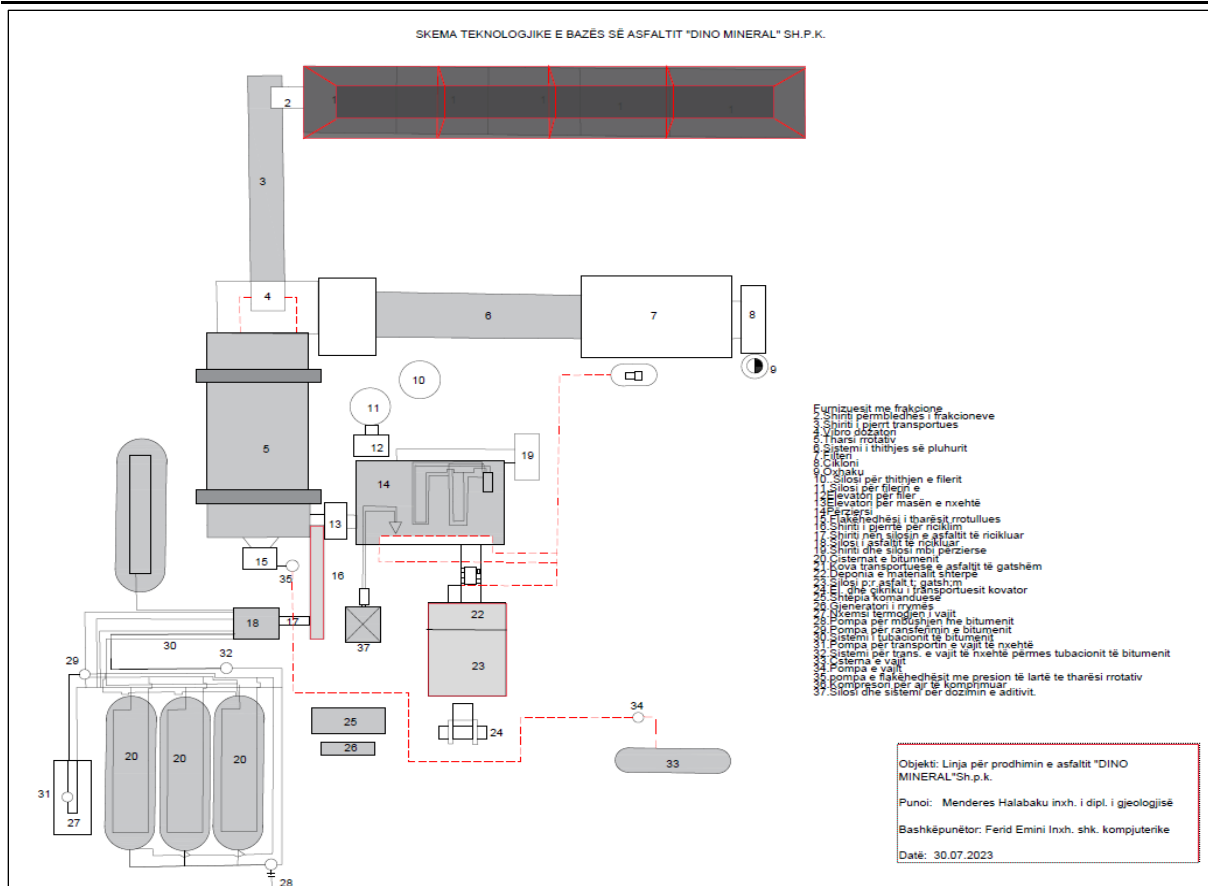 SKEMA TEKNOLOGJIKE E BAZËS SË ASFALTIT "DINO MINERAL" SH.P.K.
2 1 1 1 1 1
3
4
6 7 8
9
10
11
12
5
14
19
13
15
35
16
18 17
30
37
22
23
29
32
20 20 20
31
27
28
25
26
24
34
33
Furnizuesit me frakcione
2.Shiriti përmbledhës i frakcioneve
3.Shiriti i pjerrt transportues
4.Vibro dozatori
5.Tharsi rrotativ
6.Sistemi i thithjes së pluhurit
7.Filteri
8.Cikloni
9.Oxhaku
10..Silosi për thithjen e filerit
11.Silosi për filerin e
12Elevatori për filer
13Elevatori për masën e nxehtë
14Përziersi
15.Flakëhedhësi i tharësit rrotullues
16.Shiriti i pjerrtë për riciklim
17.Shiriti nën silosin e asfaltit të ricikluar
18.Silosi i asfaltit të ricikluar
19.Shiriti dhe silosi mbi përzierse
20.Cisternat e bitumenit
21.Kova transportuese e asfaltit të gatshëm
22.Deponia e materialit shterpë
23.Silosi p;r asfalt t; gatsh;m
24.El. dhe çikriku i transportuesit kovator
25.Shtëpia komanduese
26.Gjeneratori i rrymës
27.Nxemsi termogjen i vajit
28.Pompa për mbushjen me bitumenit
29.Pompa për ransferimin e bitumenit
30.Sistemi i tubacionit të bitumenit
31.Pompa për transportin e vajit të nxehtë
32.Sistemi për trans. e vajit të nxehtë përmes tubacionit të bitumenit
33.Csterna e vajit
34.Pompa e vajit
35.pompa e flakëhedhësit me presion të lartë te tharësi rrotativ
36.Kompresori për ajr të komprimuar
37.Silosi dhe sistemi për dozimin e aditivit.
Objekti: Linja për prodhimin e asfaltit "DINO
MINERAL"Sh.p.k.
Punoi: Menderes Halabaku inxh. i dipl. i gjeologjisë
Bashkëpunëtor: Ferid Emini Inxh. shk. kompjuterike
Datë: 30.07.2023